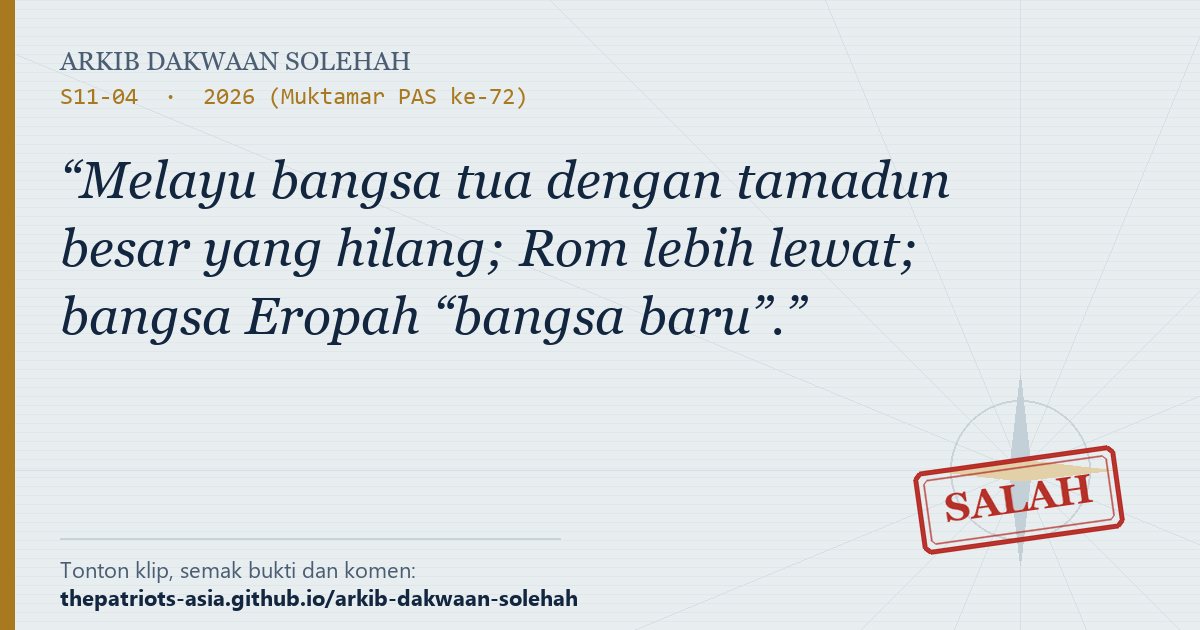 ARKIB DAKWAAN SOLEHAH
S11-04 · 2026 (Muktamar PAS ke-72)
“Melayu bangsa tua dengan tamadun
besar yang hilang; Rom lebih lewat;
bangsa Eropah “bangsa baru”.”
SALAH
Tonton klip, semak bukti dan komen:
thepatriots-asia.github.io/arkib-dakwaan-solehah